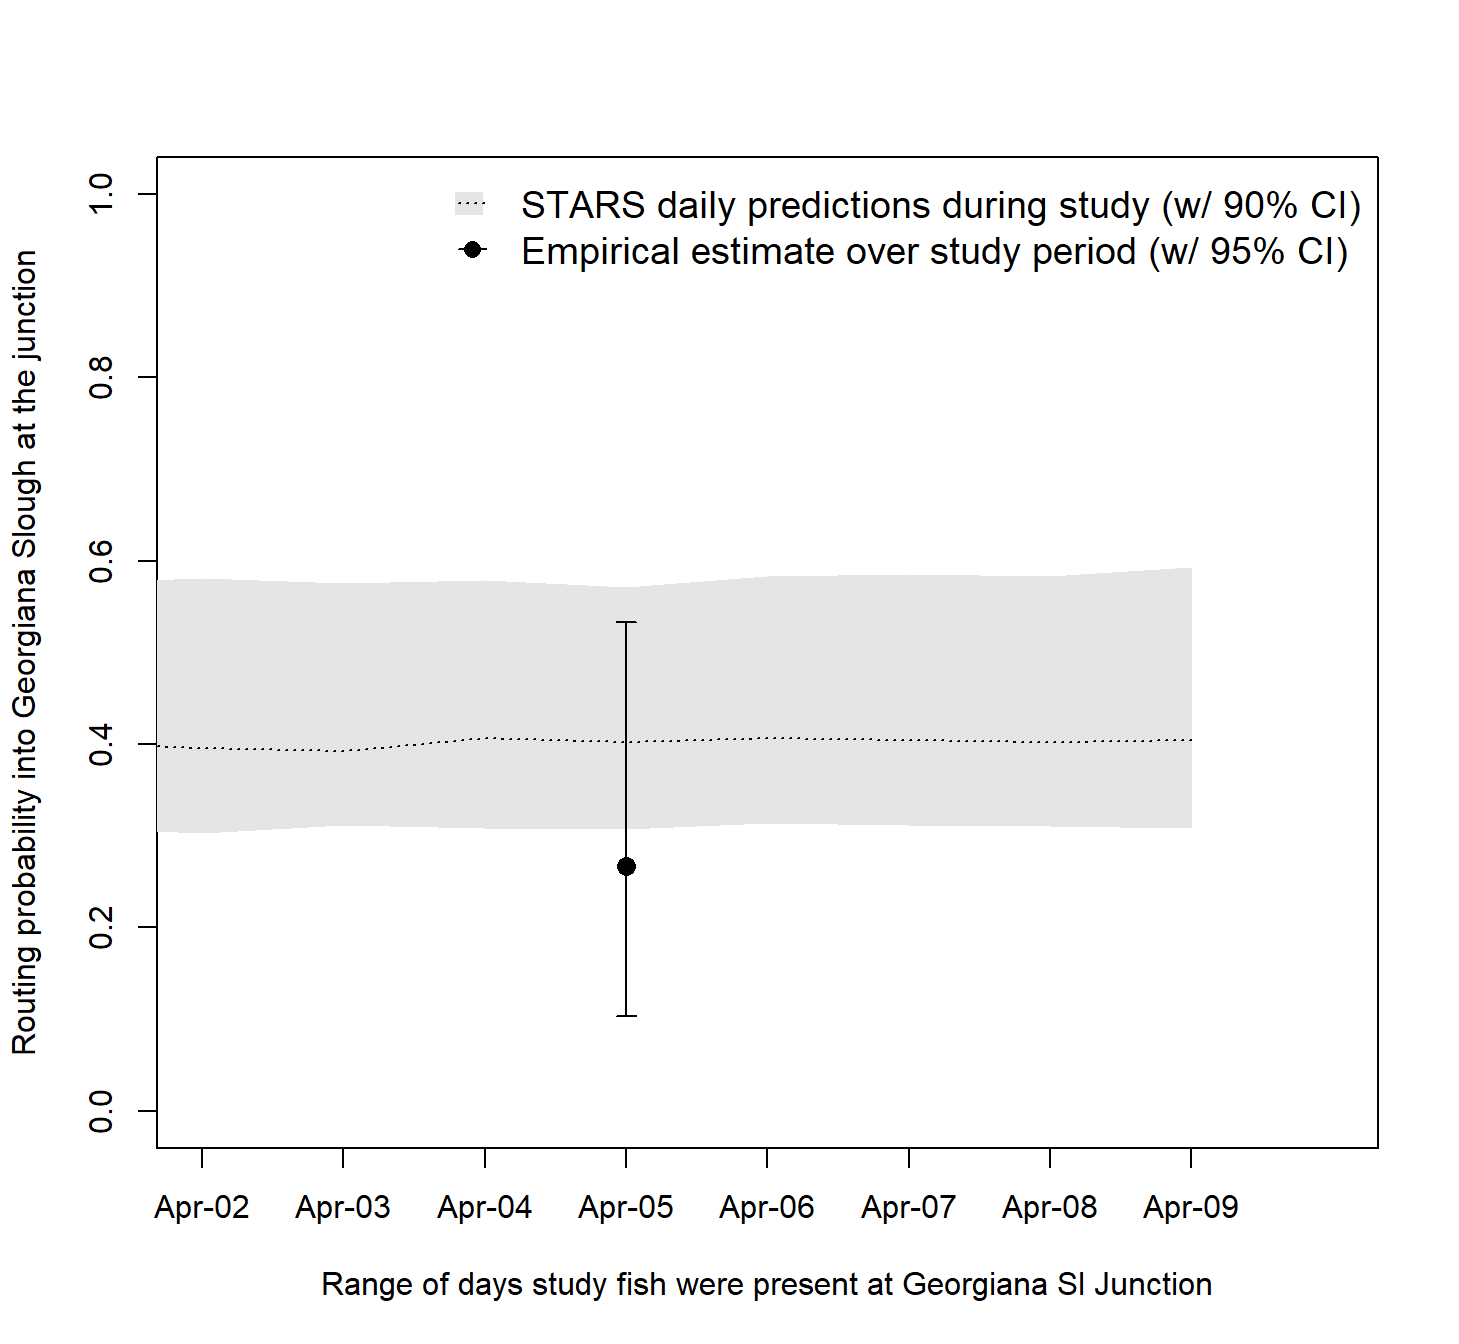 STARS daily predictions during study (w/ 90% CI)
Empirical estimate over study period (w/ 95% CI)
Routing probability into Georgiana Slough at the junction
1.0
0.8
0.6
0.4
0.2
0.0
Apr-02 Apr-03 Apr-04 Apr-05 Apr-06 Apr-07 Apr-08 Apr-09
Range of days study fish were present at Georgiana Sl Junction